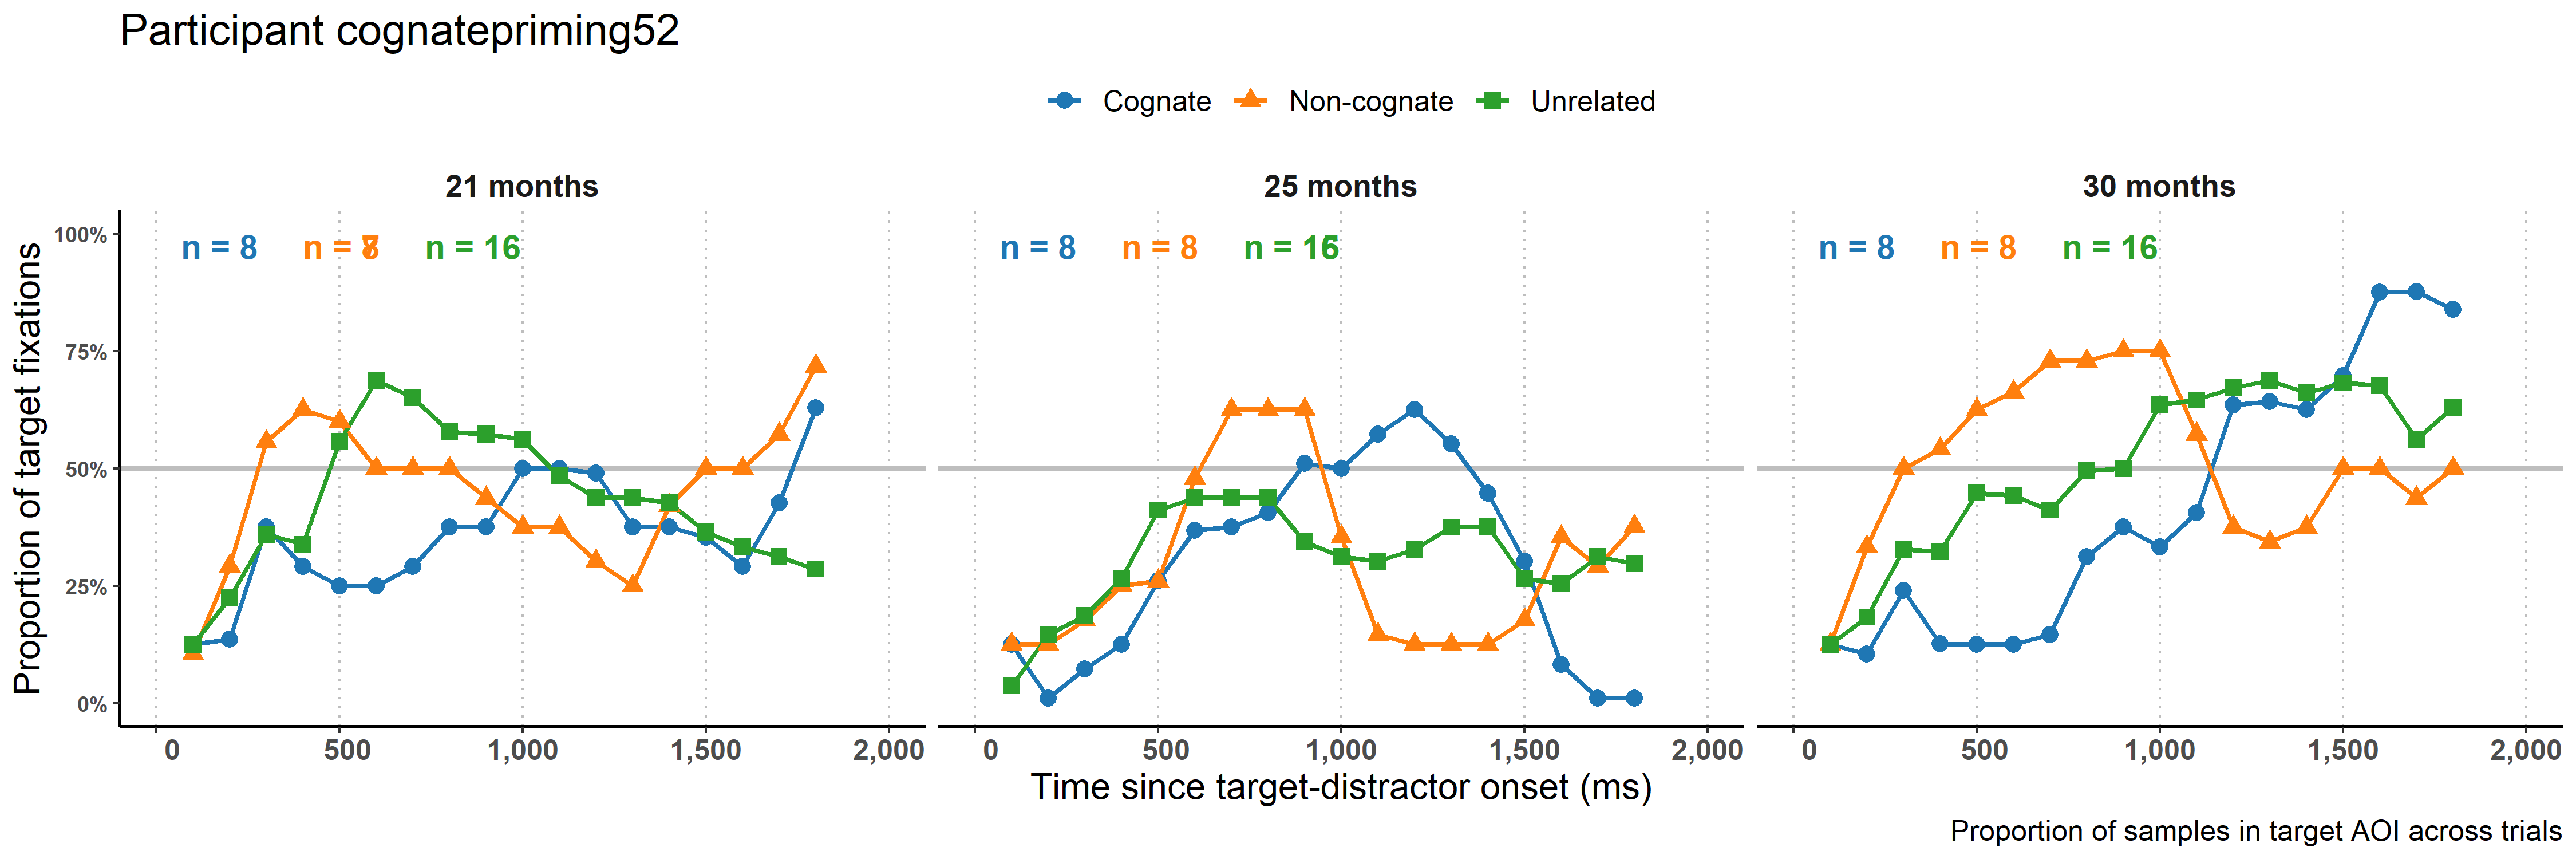 Participant cognatepriming52
Cognate Non-cognate Unrelated
21 months 25 months 30 months
n = 8 n = n = 16 n = 8 n = 8 n = n = 8 n = 8 n = 16
100%
75%
50%
25%
0%
Proportion of target fixations
0 500 1,000 1,500 2,000 0 500 1,000 1,500 2,000 0 500 1,000 1,500 2,000
Time since target-distractor onset (ms)
Proportion of samples in target AOI across trials